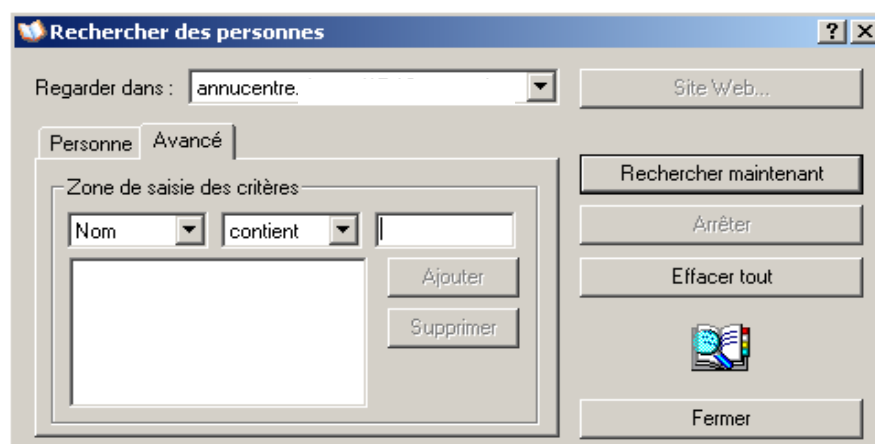 Rechercher des personnes
Regarder dans : annucentre.
Site Web...
Personne Avancé
Rechercher maintenant
Zone de saisie des critères
Nom contient
Arrêter
Ajouter
Effacer tout
Supprimer
Fermer